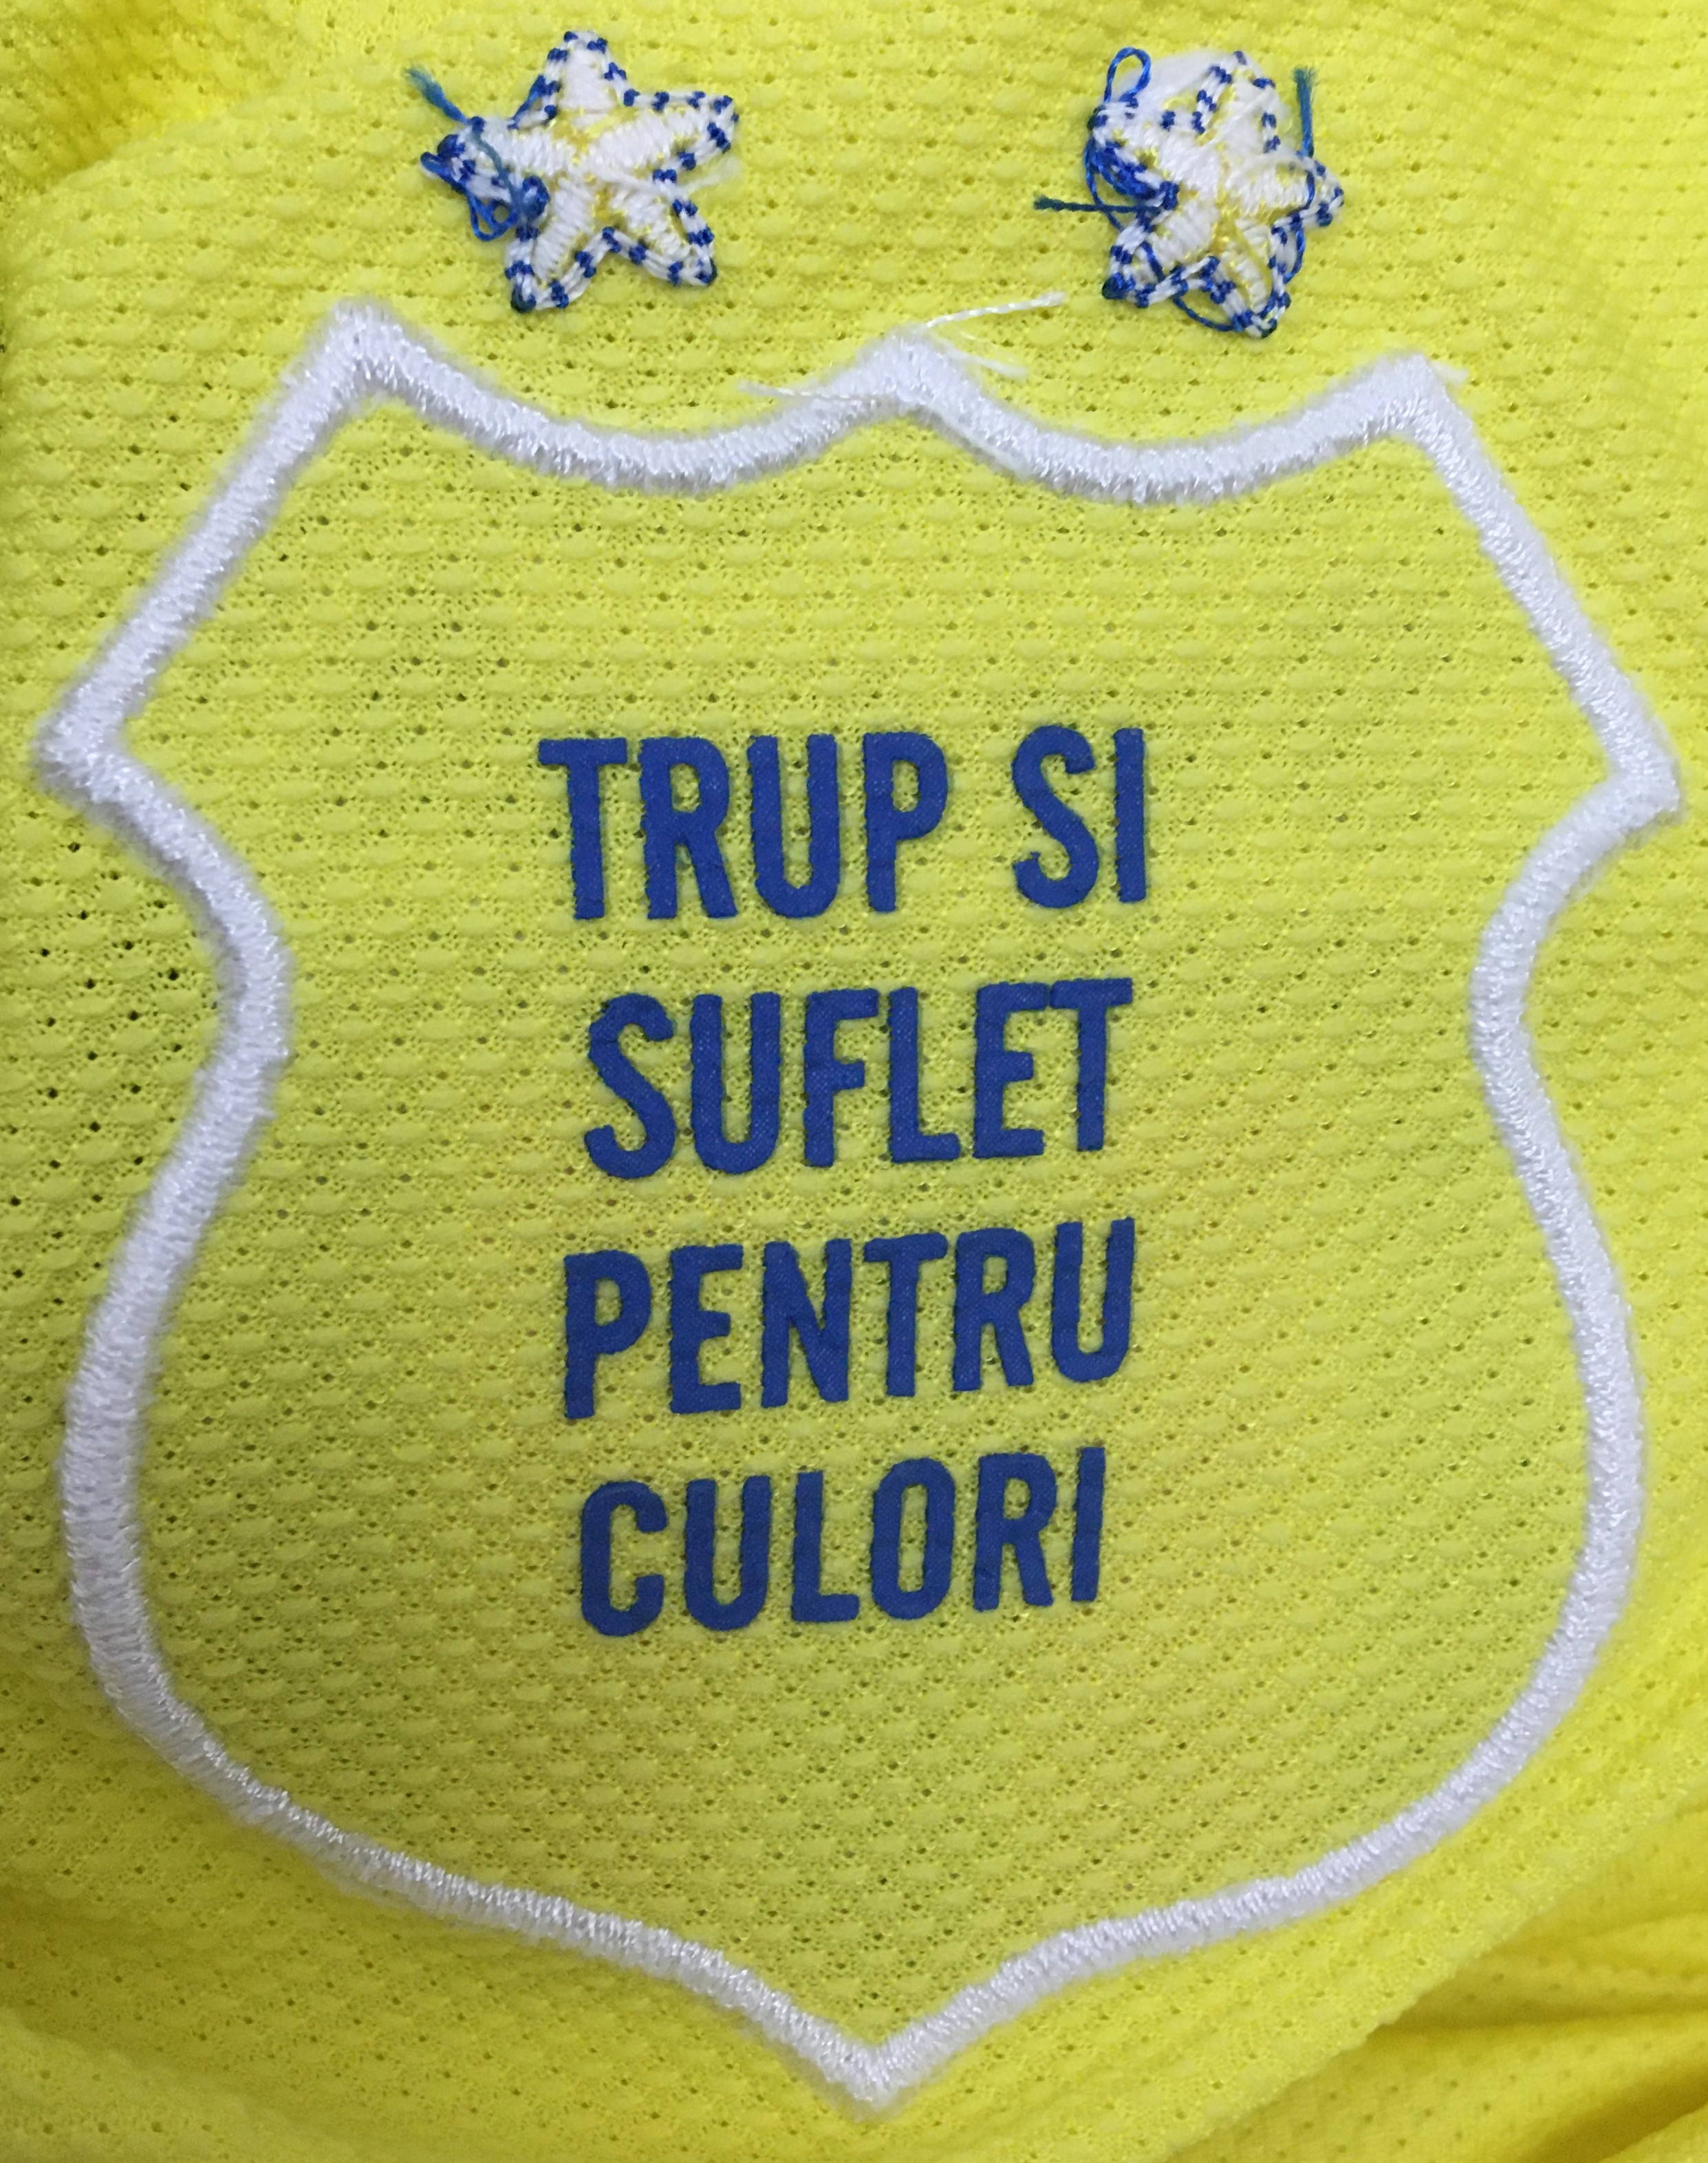 TRUP SI
SUFLET
PENTRU
CULORI